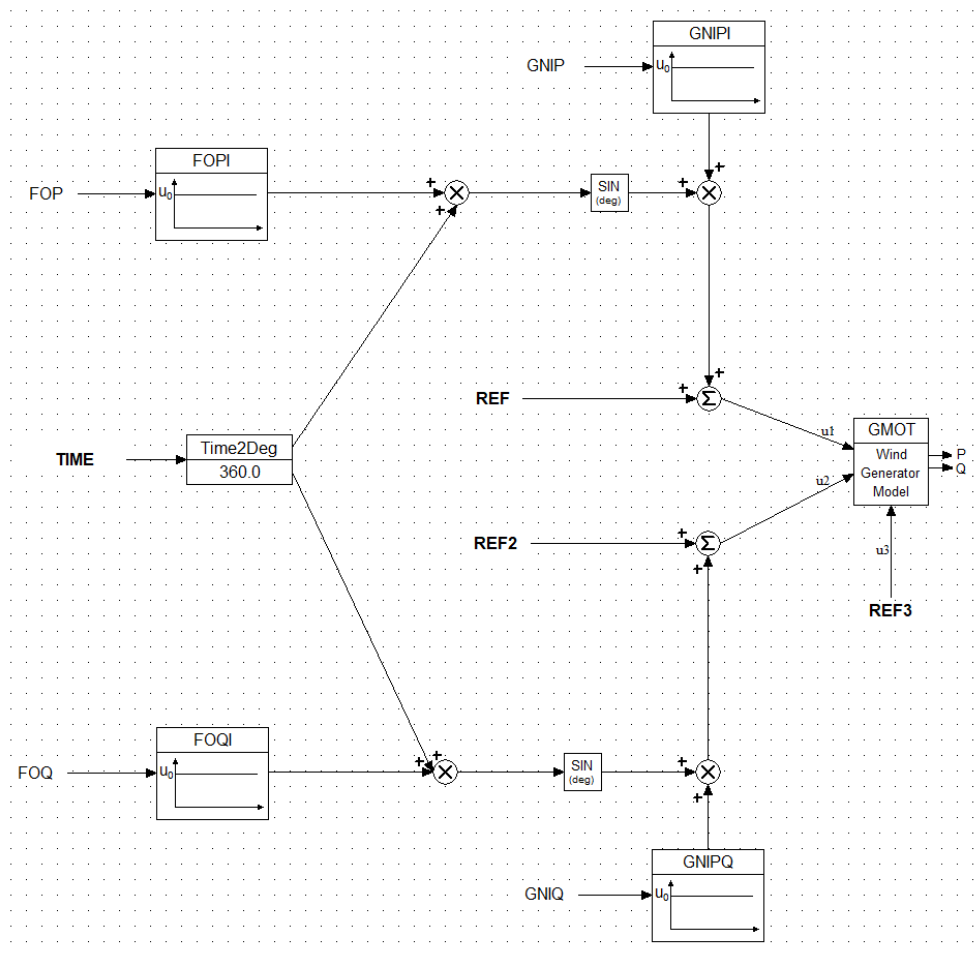 GNIPI
GNIP
u₀
FOPI
FOP
u₀
+
+
SIN
(deg)
+
+
REF
+
+
Σ
u1
TIME
Time2Deg
360.0
GMOT
Wind
Generator
Model
P
Q
u2
REF2
+
+
Σ
u3
REF3
FOQI
FOQ
u₀
+
+
SIN
(deg)
+
+
GNIPQ
GNIQ
u₀